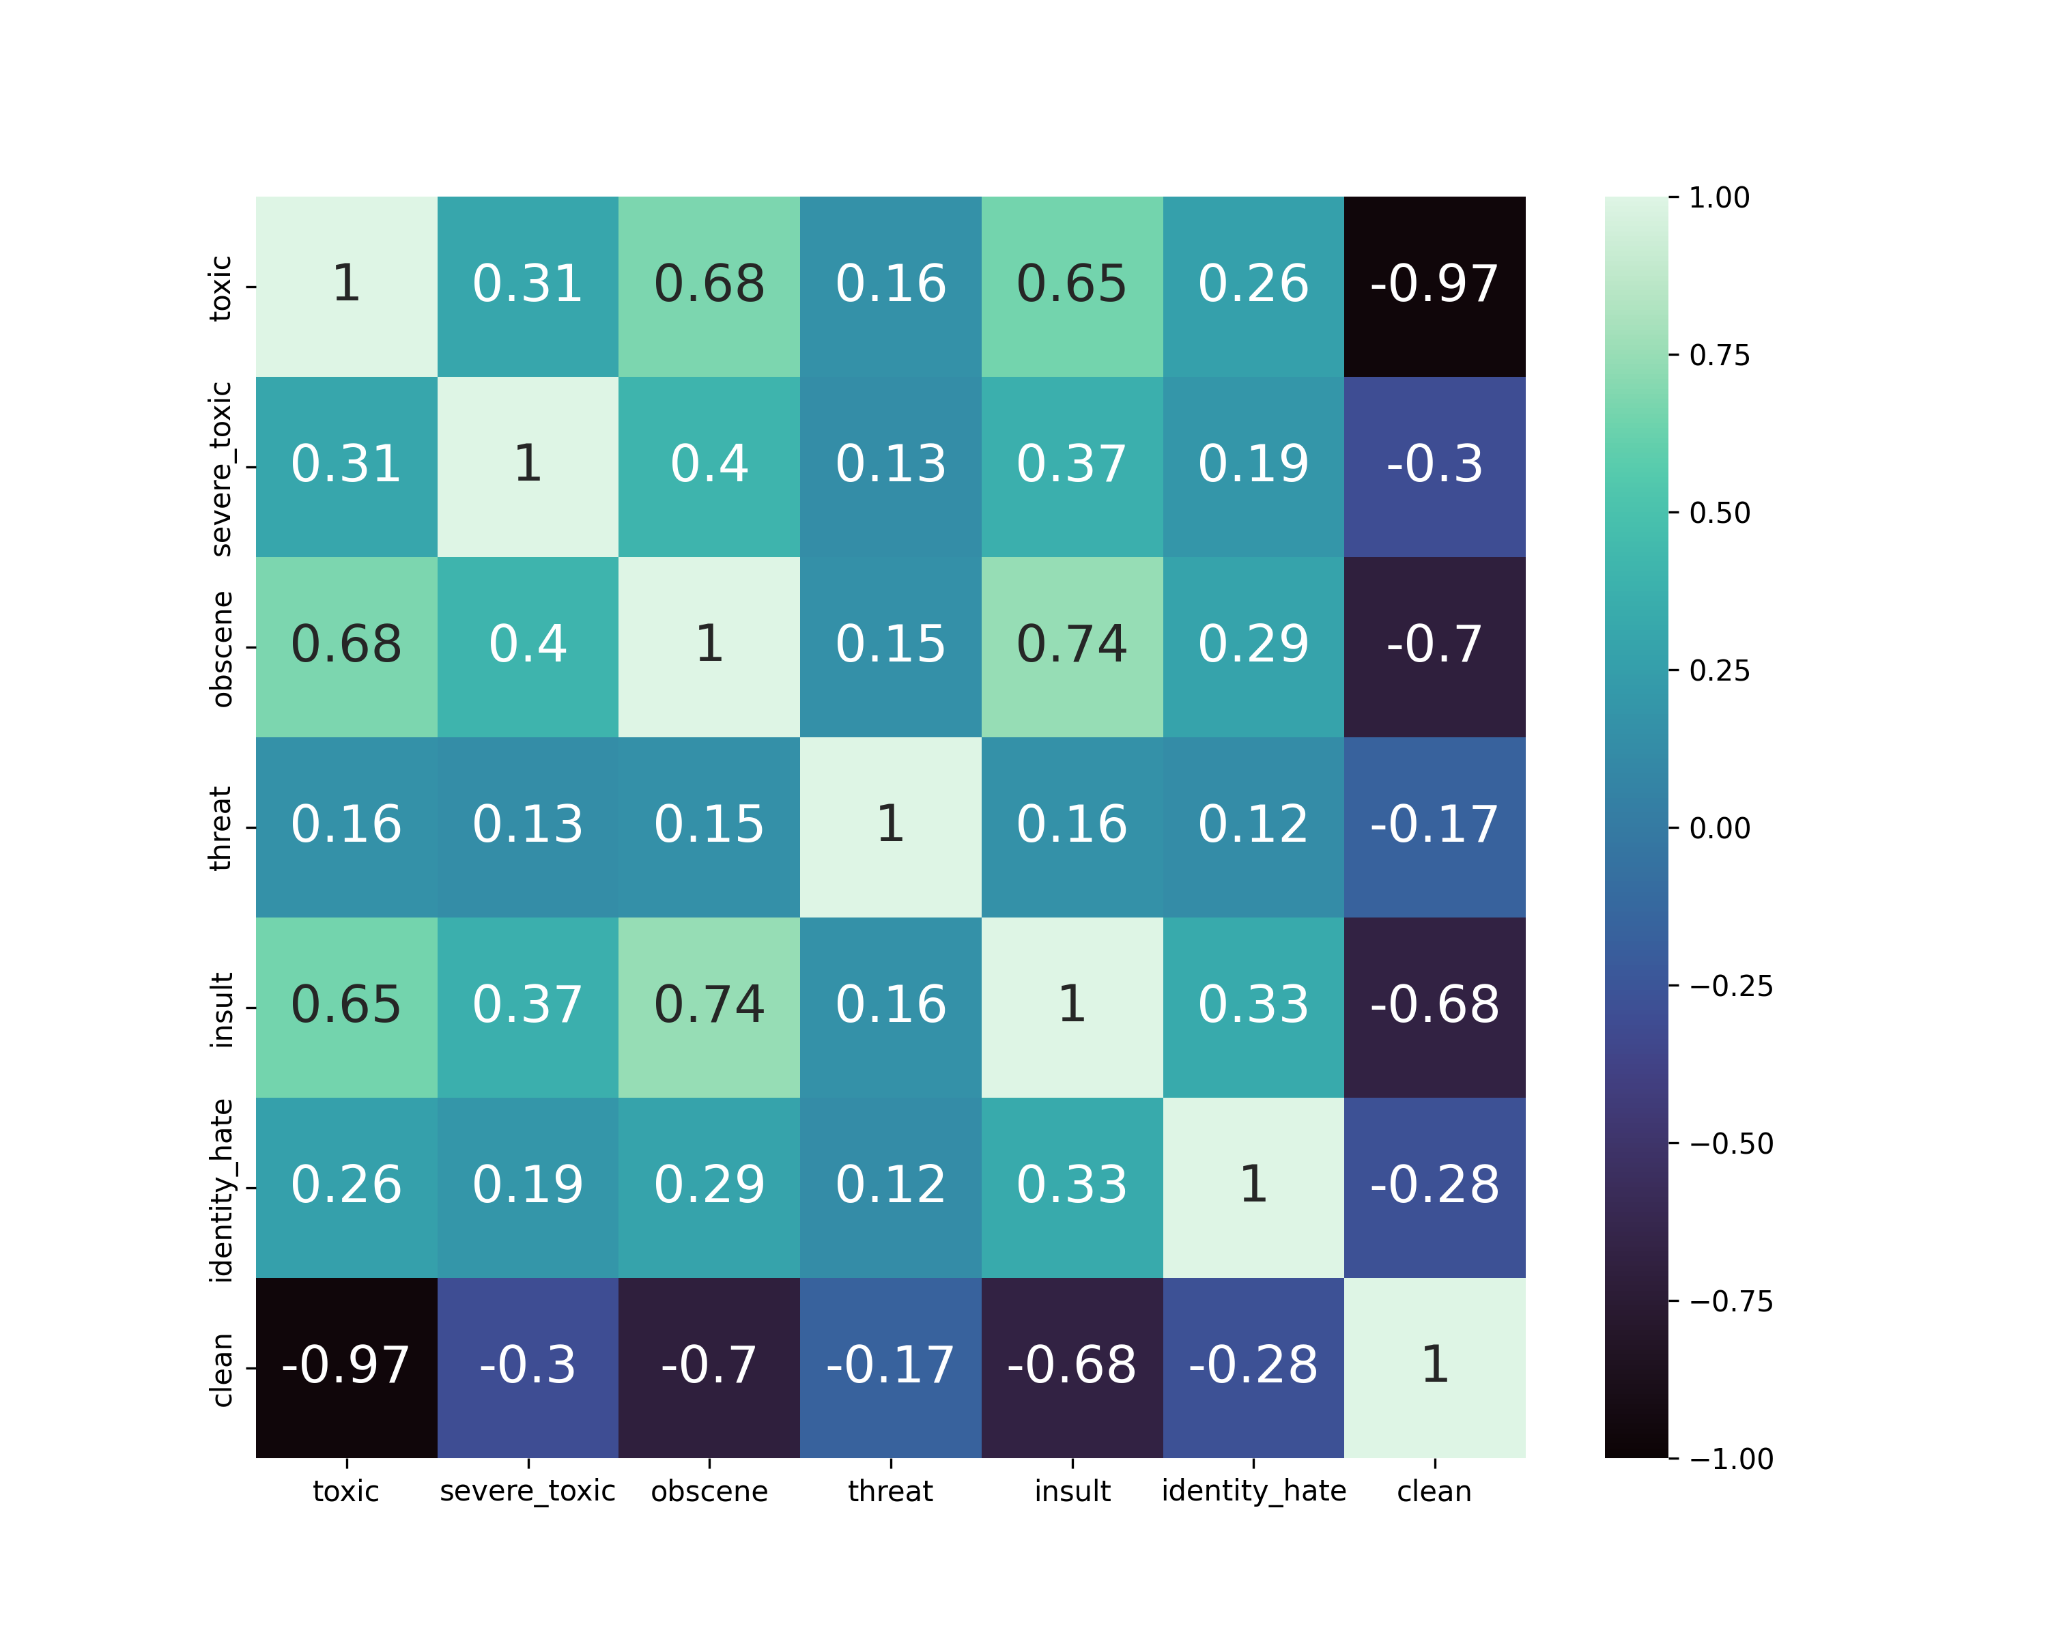 toxic 1 0.31 0.68 0.16 0.65 0.26 -0.97
severe_toxic 0.31 1 0.4 0.13 0.37 0.19 -0.3
obscene 0.68 0.4 1 0.15 0.74 0.29 -0.7
threat 0.16 0.13 0.15 1 0.16 0.12 -0.17
insult 0.65 0.37 0.74 0.16 1 0.33 -0.68
identity_hate 0.26 0.19 0.29 0.12 0.33 1 -0.28
clean -0.97 -0.3 -0.7 -0.17 -0.68 -0.28 1
toxic severe_toxic obscene threat insult identity_hate clean
1.00
0.75
0.50
0.25
0.00
−0.25
−0.50
−0.75
−1.00